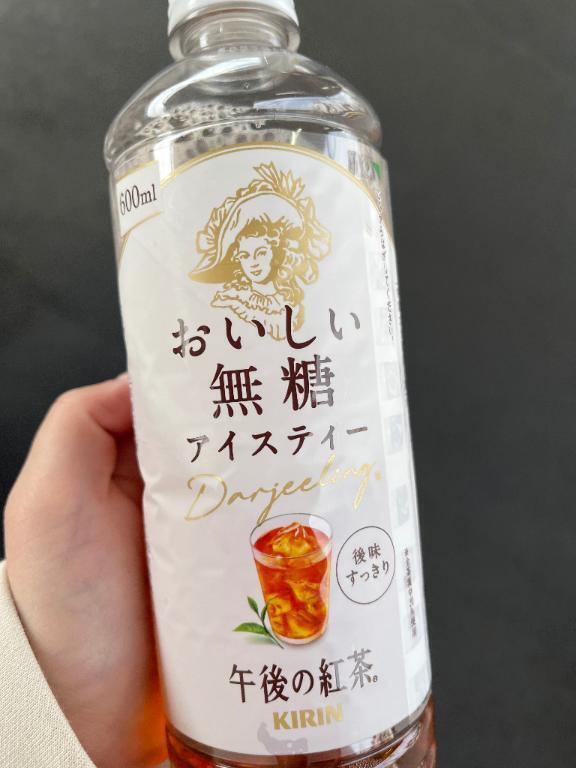 600ml
おいしい
無糖
アイスティー
Darjeeling
後味
すっきり
午後の紅茶®
KIRIN